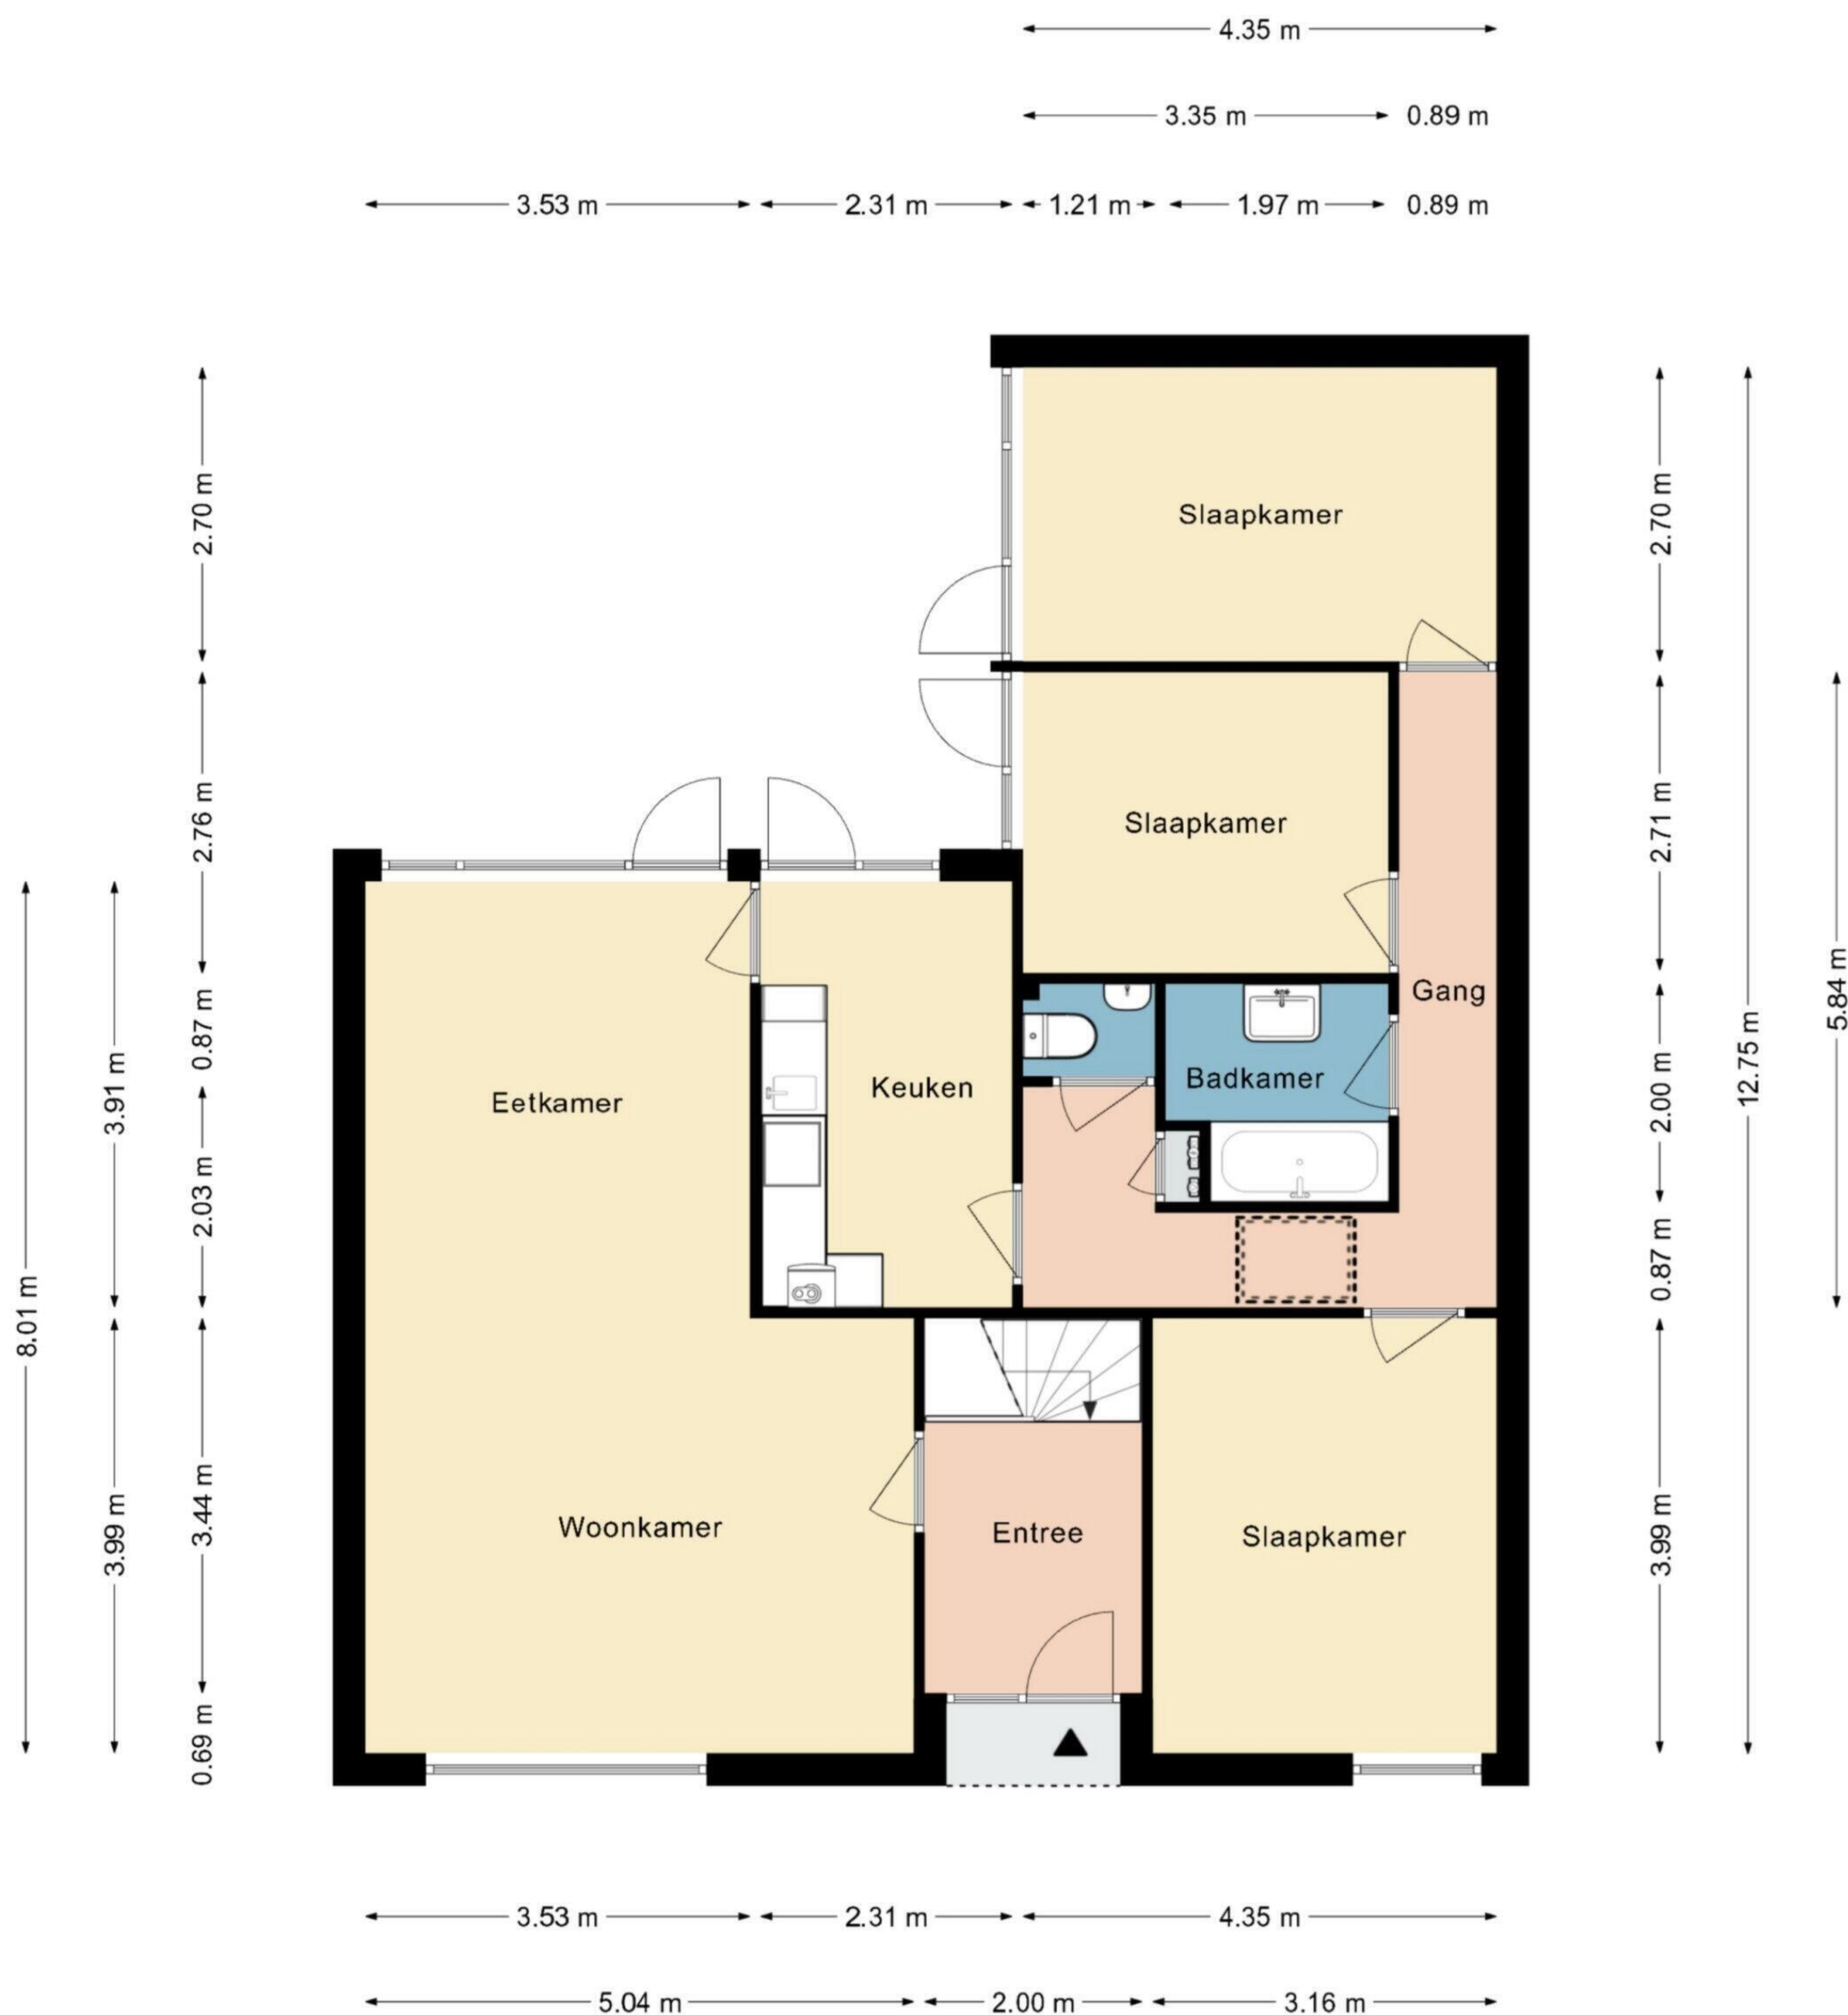 4.35 m
3.35 m
0.89 m
3.53 m
2.31 m
1.21 m
1.97 m
0.89 m
2.70 m
2.76 m
0.87 m
2.03 m
3.44 m
0.69 m
3.91 m
3.99 m
8.01 m
Slaapkamer
Slaapkamer
Gang
Badkamer
Keuken
Eetkamer
Woonkamer
Entree
Slaapkamer
2.70 m
2.71 m
2.00 m
0.87 m
3.99 m
12.75 m
5.84 m
3.53 m
2.31 m
4.35 m
5.04 m
2.00 m
3.16 m